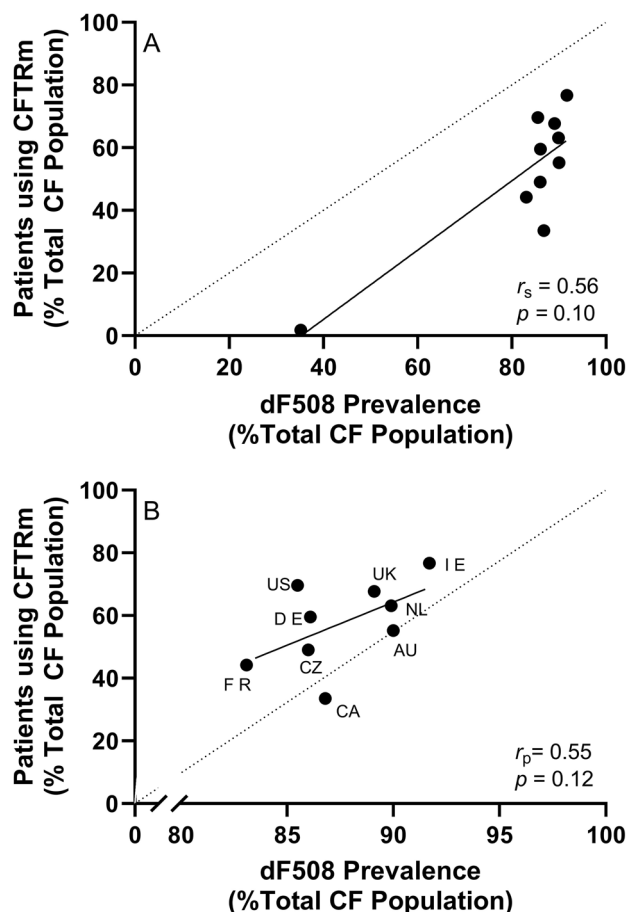 A
Patients using CFTRm
(% Total CF Population)
100
80
60
40
20
0
rs = 0.56
p = 0.10
0 20 40 60 80 100
dF508 Prevalence
(%Total CF Population)
B
Patients using CFTRm
(% Total CF Population)
100
80
60
40
20
0
US
UK
I E
D E
NL
AU
CZ
F R
CA
rp= 0.55
p = 0.12
0 80 85 90 95 100
dF508 Prevalence
(%Total CF Population)